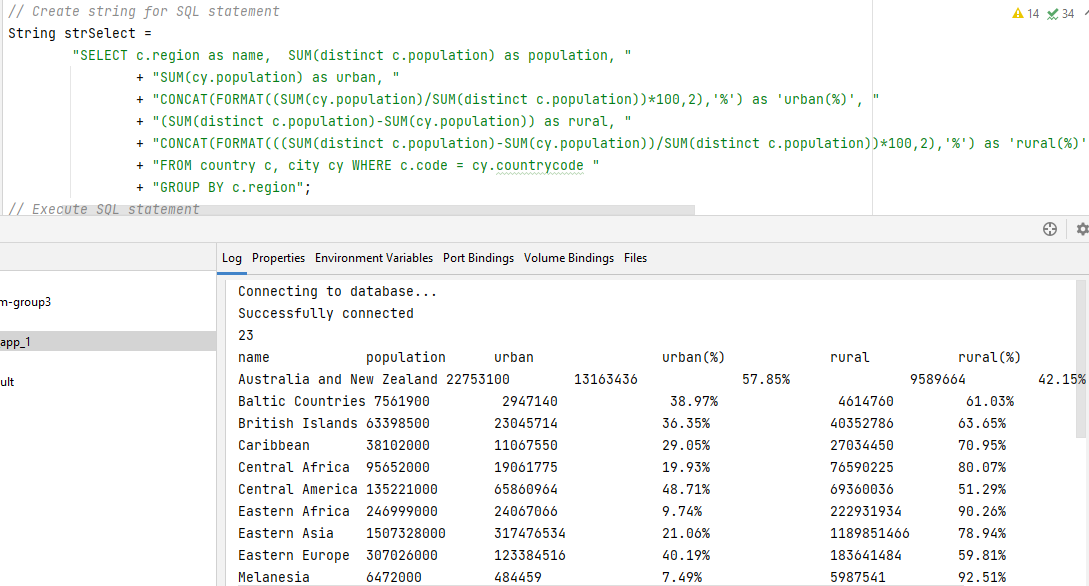 // Create string for SQL statement
14 34
String strSelect =
"SELECT c.region as name,  SUM(distinct c.population) as population, "
+ "SUM(cy.population) as urban, "
+ "CONCAT(FORMAT((SUM(cy.population)/SUM(distinct c.population))*100,2),'%') as 'urban(%)', "
+ "(SUM(distinct c.population)-SUM(cy.population)) as rural, "
+ "CONCAT(FORMAT(((SUM(distinct c.population)-SUM(cy.population))/SUM(distinct c.population))*100,2),'%') as 'rural(%)'
+ "FROM country c, city cy WHERE c.code = cy.countrycode "
+ "GROUP BY c.region";
// Execute SQL statement
Log Properties Environment Variables Port Bindings Volume Bindings Files
m-group3
app_1
ult
Connecting to database...
Successfully connected
23
name population urban urban(%) rural rural(%)
Australia and New Zealand 22753100 13163436 57.85% 9589664 42.15%
Baltic Countries 7561900 2947140 38.97% 4614760 61.03%
British Islands 63398500 23045714 36.35% 40352786 63.65%
Caribbean 38102000 11067550 29.05% 27034450 70.95%
Central Africa 95652000 19061775 19.93% 76590225 80.07%
Central America 135221000 65860964 48.71% 69360036 51.29%
Eastern Africa 246999000 24067066 9.74% 222931934 90.26%
Eastern Asia 1507328000 317476534 21.06% 1189851466 78.94%
Eastern Europe 307026000 123384516 40.19% 183641484 59.81%
Melanesia 6472000 484459 7.49% 5987541 92.51%